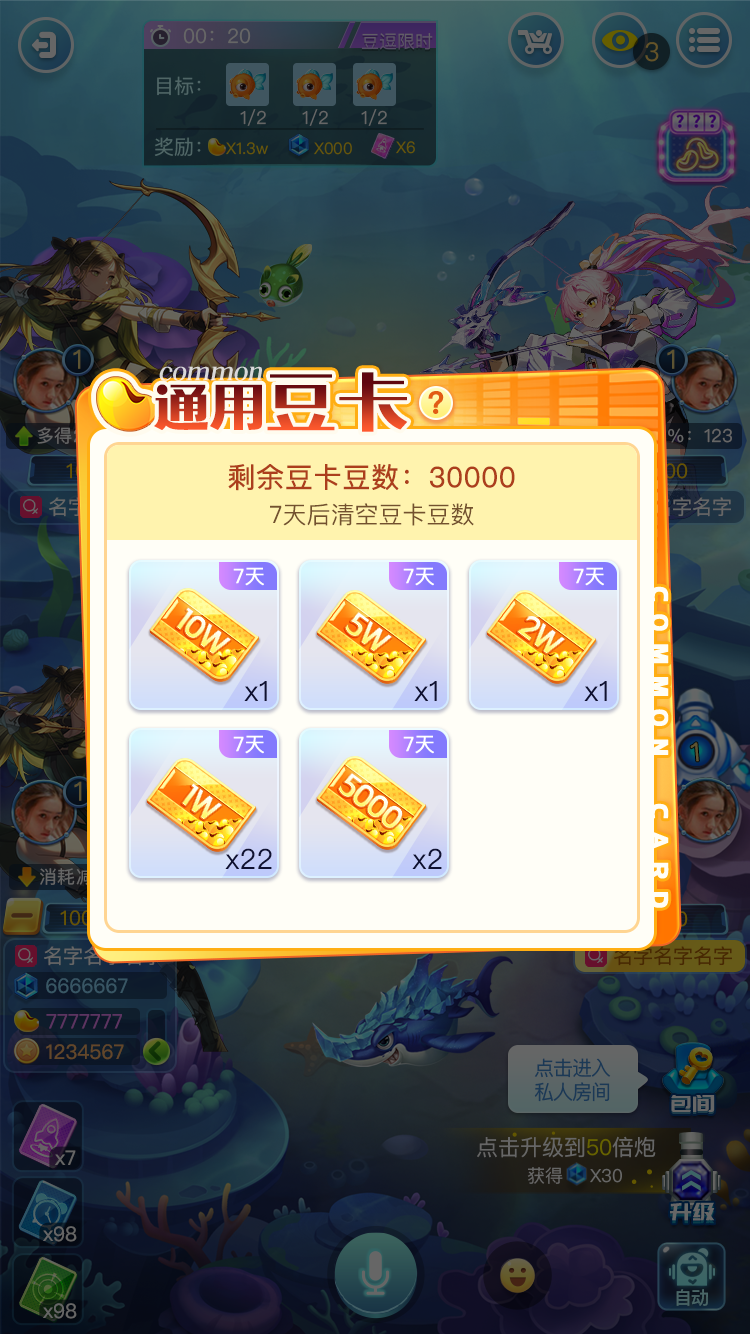 00：20
豆逗限时
3
目标：
1/2
1/2
1/2
奖励：
X1.3w
X000
X6
? ? ?
1
1
多得
%：123
名字
名字名字
common
通用豆卡
?
剩余豆卡豆数：30000
7天后清空豆卡豆数
7天
10W
x1
7天
5W
x1
7天
2W
x1
7天
1W
x22
7天
5000
x2
COMMON CARD
1
1
消耗减
100
名字名字名字
6666667
7777777
1234567
点击进入
私人房间
包间
点击升级到50倍炮
获得
X30
升级
x7
x98
x98
自动